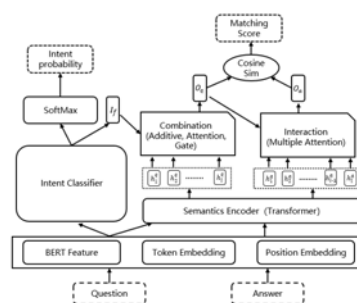 Intent probability
Matching Score
Cosine Sim
SoftMax
Combination
(Additive, Attention, Gate)
Interaction
(Multiple Attention)
Intent Classifier
Semantics Encoder (Transformer)
BERT Feature
Token Embedding
Position Embedding
Question
Answer